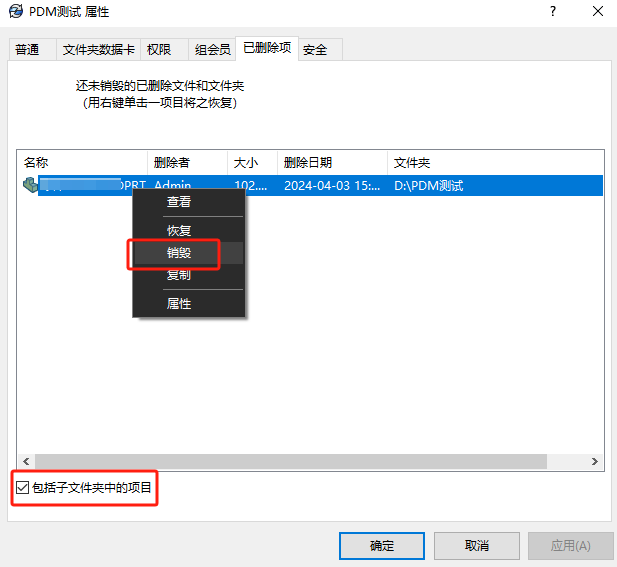 PDM测试 属性
普通 文件夹数据卡 权限 组会员 已删除项 安全
还未销毁的已删除文件和文件夹
(用右键单击一项目将之恢复)
名称 删除者 大小 删除日期 文件夹
PRT Admin 102.... 2024-04-03 15:... D:\PDM测试
查看
恢复
销毁
复制
属性
包括子文件夹中的项目
确定 取消 应用(A)